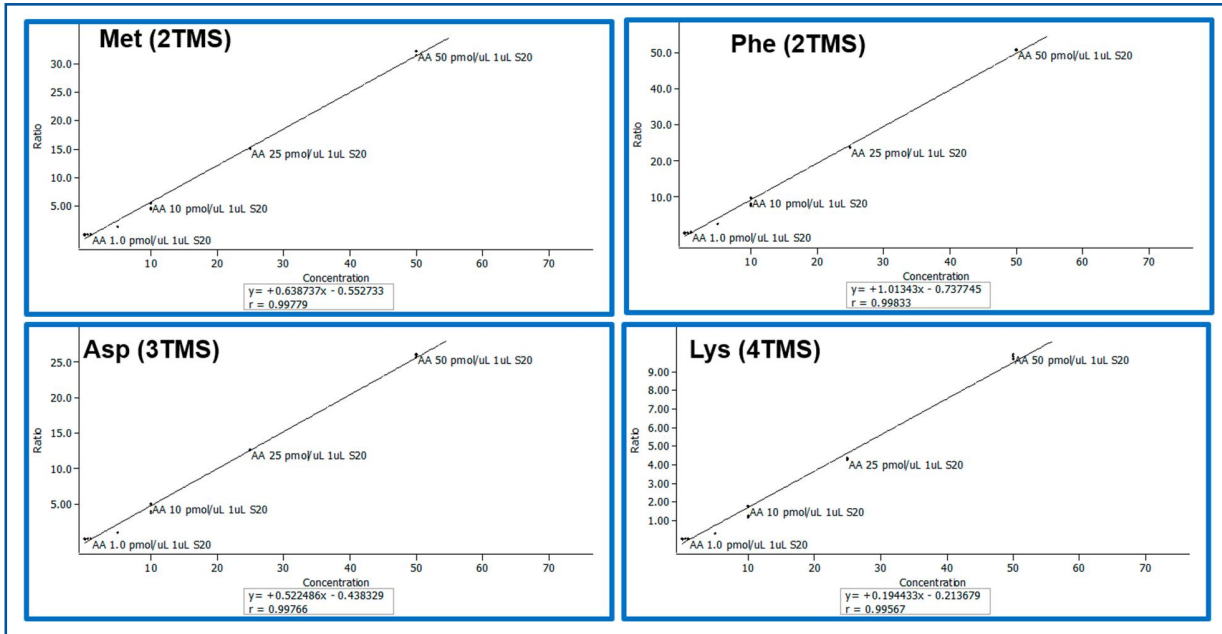 Met (2TMS)
Ratio
30.0
25.0
20.0
15.0
10.0
5.00
AA 50 pmol/uL 1uL S20
AA 25 pmol/uL 1uL S20
AA 10 pmol/uL 1uL S20
AA 1.0 pmol/uL 1uL S20
10 20 30 40 50 60 70
Concentration
y= +0.638737x - 0.552733
r = 0.99779
Phe (2TMS)
Ratio
50.0
40.0
30.0
20.0
10.0
AA 50 pmol/uL 1uL S20
AA 25 pmol/uL 1uL S20
AA 10 pmol/uL 1uL S20
AA 1.0 pmol/uL 1uL S20
10 20 30 40 50 60 70
Concentration
y= +1.01343x - 0.737745
r = 0.99833
Asp (3TMS)
Ratio
25.0
20.0
15.0
10.0
5.00
AA 50 pmol/uL 1uL S20
AA 25 pmol/uL 1uL S20
AA 10 pmol/uL 1uL S20
AA 1.0 pmol/uL 1uL S20
10 20 30 40 50 60 70
Concentration
y= +0.522486x - 0.438329
r = 0.99766
Lys (4TMS)
Ratio
9.00
8.00
7.00
6.00
5.00
4.00
3.00
2.00
1.00
AA 50 pmol/uL 1uL S20
AA 25 pmol/uL 1uL S20
AA 10 pmol/uL 1uL S20
AA 1.0 pmol/uL 1uL S20
10 20 30 40 50 60 70
Concentration
y= +0.194433x - 0.213679
r = 0.99567